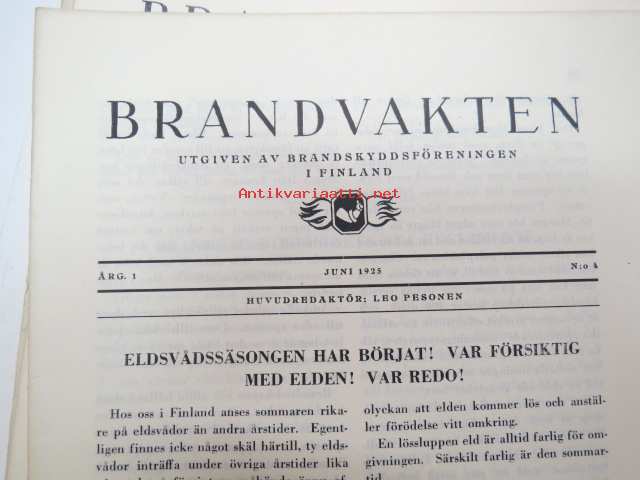 BRANDVAKTEN
UTGIVEN AV BRANDSKYDDSFÖRENINGEN
I FINLAND
Antikvariaatti.net
ÅRG. 1 JUNI 1925 N:o 4
HUVUDREDAKTÖR: LEO PESONEN
ELDSVÅDSSÄSONGEN HAR BÖRJAT! VAR FÖRSIKTIG
MED ELDEN! VAR REDO!
Hos oss i Finland anses sommaren rika-
re på eldsvådor än andra årstider. Egent-
ligen finnes icke något skäl härtill, ty elds-
vådor inträffa under övriga årstider lika
olyckan att elden kommer lös och anstäl-
ler förödelse vitt omkring.
En lössluppen eld är alltid farlig för om-
givningen. Särskilt farlig är den sommar-
tid